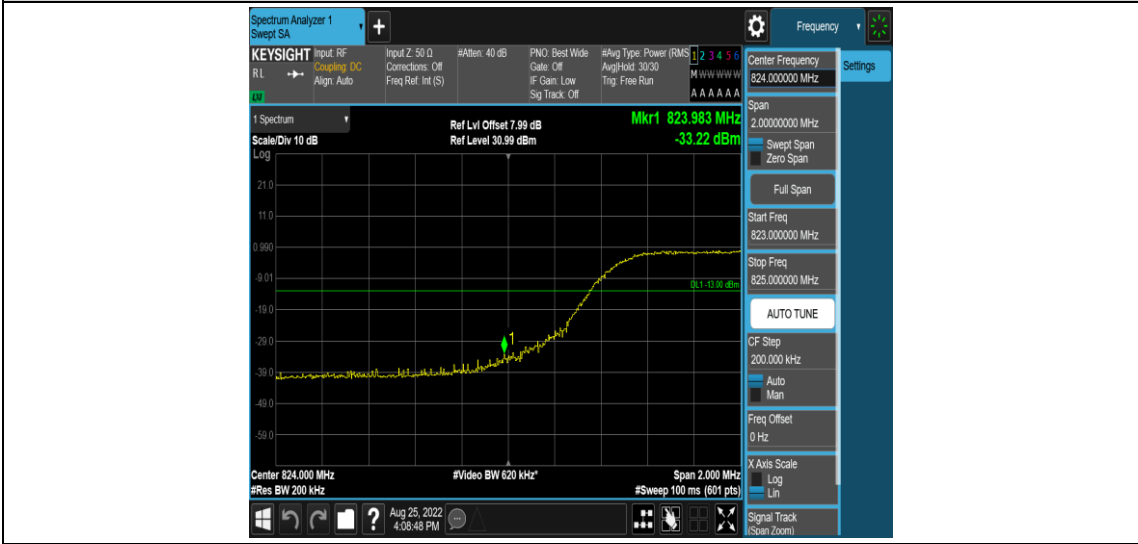 Spectrum Analyzer 1
Swept SA
+
Frequency
KEYSIGHT
RL
Input: RF
Coupling: DC
Align: Auto
Input Z: 50 Ω
Corrections: Off
Freq Ref: Int (S)
#Atten: 40 dB
PNO: Best Wide
Gate: Off
IF Gain: Low
Sig Track: Off
#Avg Type: Power (RMS
Avg|Hold: 30/30
Trig: Free Run
1 2 3 4 5 6
M W W W W W
A A A A A A
1 Spectrum
Scale/Div 10 dB
Log
Ref Lvl Offset 7.99 dB
Ref Level 30.99 dBm
Mkr1 823.983 MHz
-33.22 dBm
21.0
11.0
0.990
-9.01
-19.0
-29.0
-39.0
-49.0
-59.0
DL1 -13.00 dBm
1
Center 824.000 MHz
#Res BW 200 kHz
#Video BW 620 kHz*
Span 2.000 MHz
#Sweep 100 ms (601 pts)
?
Aug 25, 2022
4:08:48 PM
Center Frequency
824.000000 MHz
Settings
Span
2.00000000 MHz
Swept Span
Zero Span
Full Span
Start Freq
823.000000 MHz
Stop Freq
825.000000 MHz
AUTO TUNE
CF Step
200.000 kHz
Auto
Man
Freq Offset
0 Hz
X Axis Scale
Log
Lin
Signal Track
(Span Zoom)